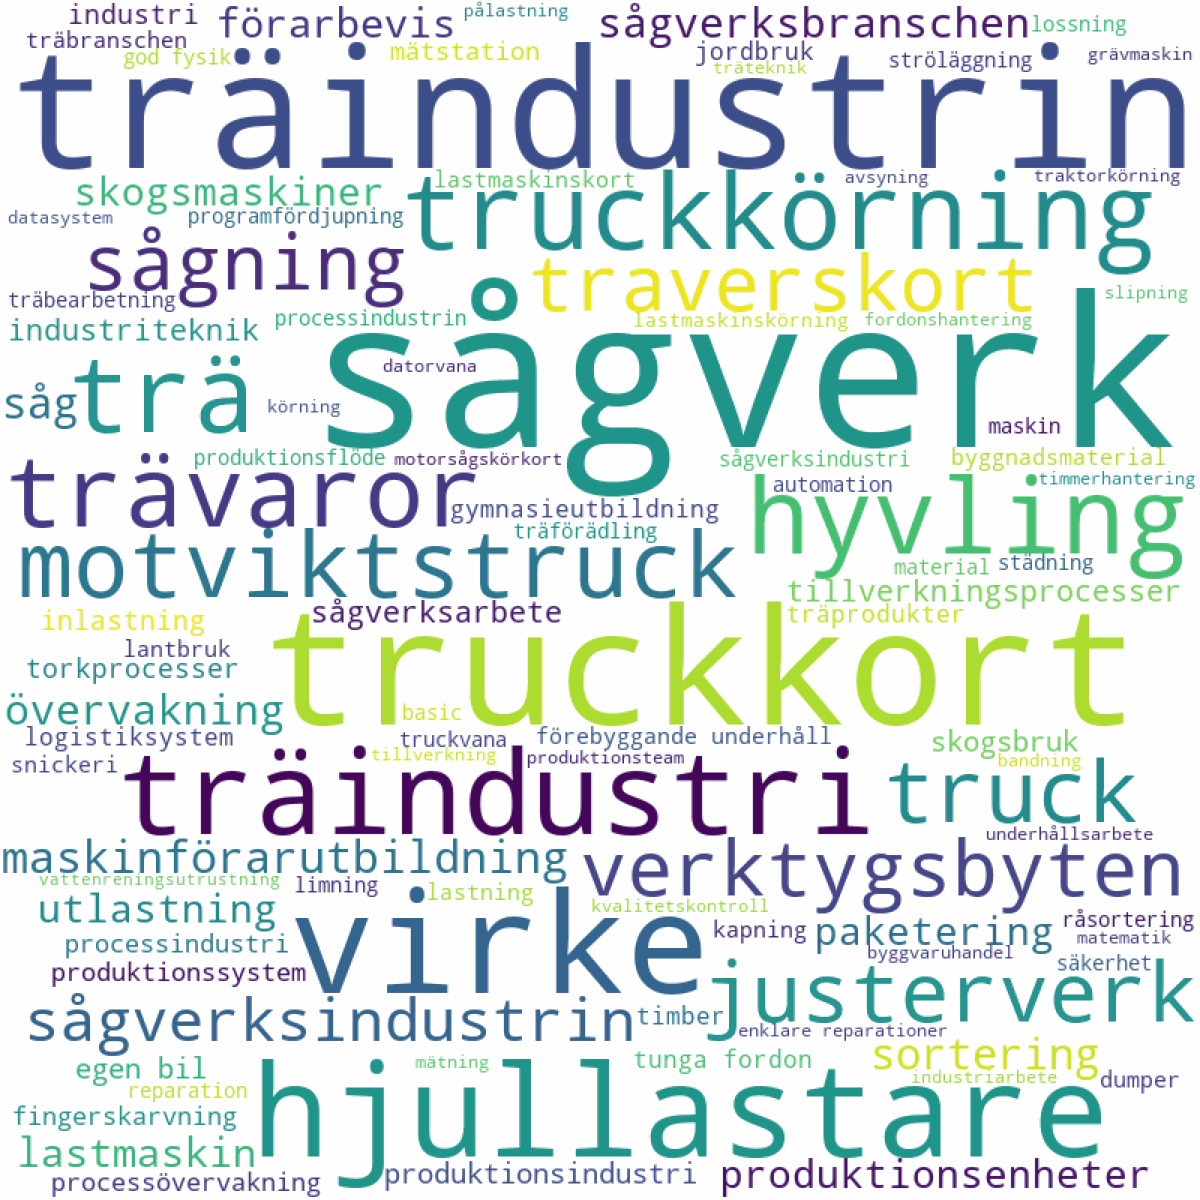 industri
förarbevis
pålastning
sågverksbranschen
lossning
träbranschen
god fysik
mätstation
jordbruk
ströläggning
grävmaskin
träteknik
träindustrin
skogsmaskiner
lastmaskinskort
avsyning
traktorkörning
datasystem
programfördjupning
truckkörning
sågning
traverskort
träbearbetning
slipning
industriteknik
processindustrin
lastmaskinskörning
fordonshantering
sågverk
trä
datorvana
såg
körning
maskin
produktionsflöde
motorsågskörkort
sågverksindustri
byggnadsmaterial
trävaror
automation
timmerhantering
gymnasieutbildning
hyvling
träförädling
motviktstruck
material
städning
tillverkningsprocesser
inlastning
sågverksarbete
träprodukter
lantbruk
truckkort
torkprocesser
övervakning
basic
logistiksystem
truckvana
förebyggande underhåll
skogsbruk
snickeri
tillverkning
produktionsteam
bandning
träindustri
truck
underhållsarbete
maskinförarutbildning
verktygsbyten
vattenreningsutrustning
limning
lastning
kvalitetskontroll
utlastning
virke
kapning
paketering
råsortering
processindustri
matematik
byggvaruhandel
säkerhet
produktionssystem
justerverk
sågverksindustrin
timber
enklare reparationer
egen bil
mätning
tunga fordon
sortering
reparation
industriarbete
dumper
fingerskarvning
hjullastare
lastmaskin
processövervakning
produktionsindustri
produktionsenheter